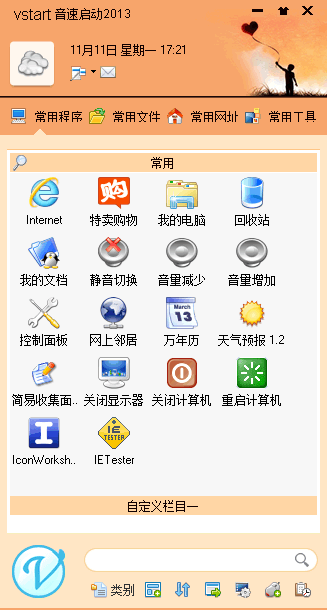 vstart 音速启动2013
11月11日 星期一 17:21
常用程序 常用文件 常用网址 常用工具
常用
Internet 特卖购物 我的电脑 回收站
购
我的文档 静音切换 音量减少 音量增加
March
13
控制面板 网上邻居 万年历 天气预报 1.2
简易收集面.. 关闭显示器 关闭计算机 重启计算机
I
IE
TESTER
IconWorksh.. IETester
自定义栏目一
V
类别